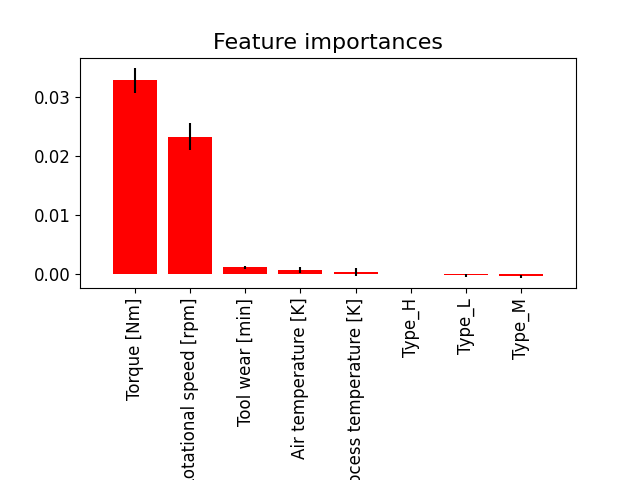 Feature importances
0.03
0.02
0.01
0.00
Torque [Nm]
otational speed [rpm]
Tool wear [min]
Air temperature [K]
ocess temperature [K]
Type_H
Type_L
Type_M